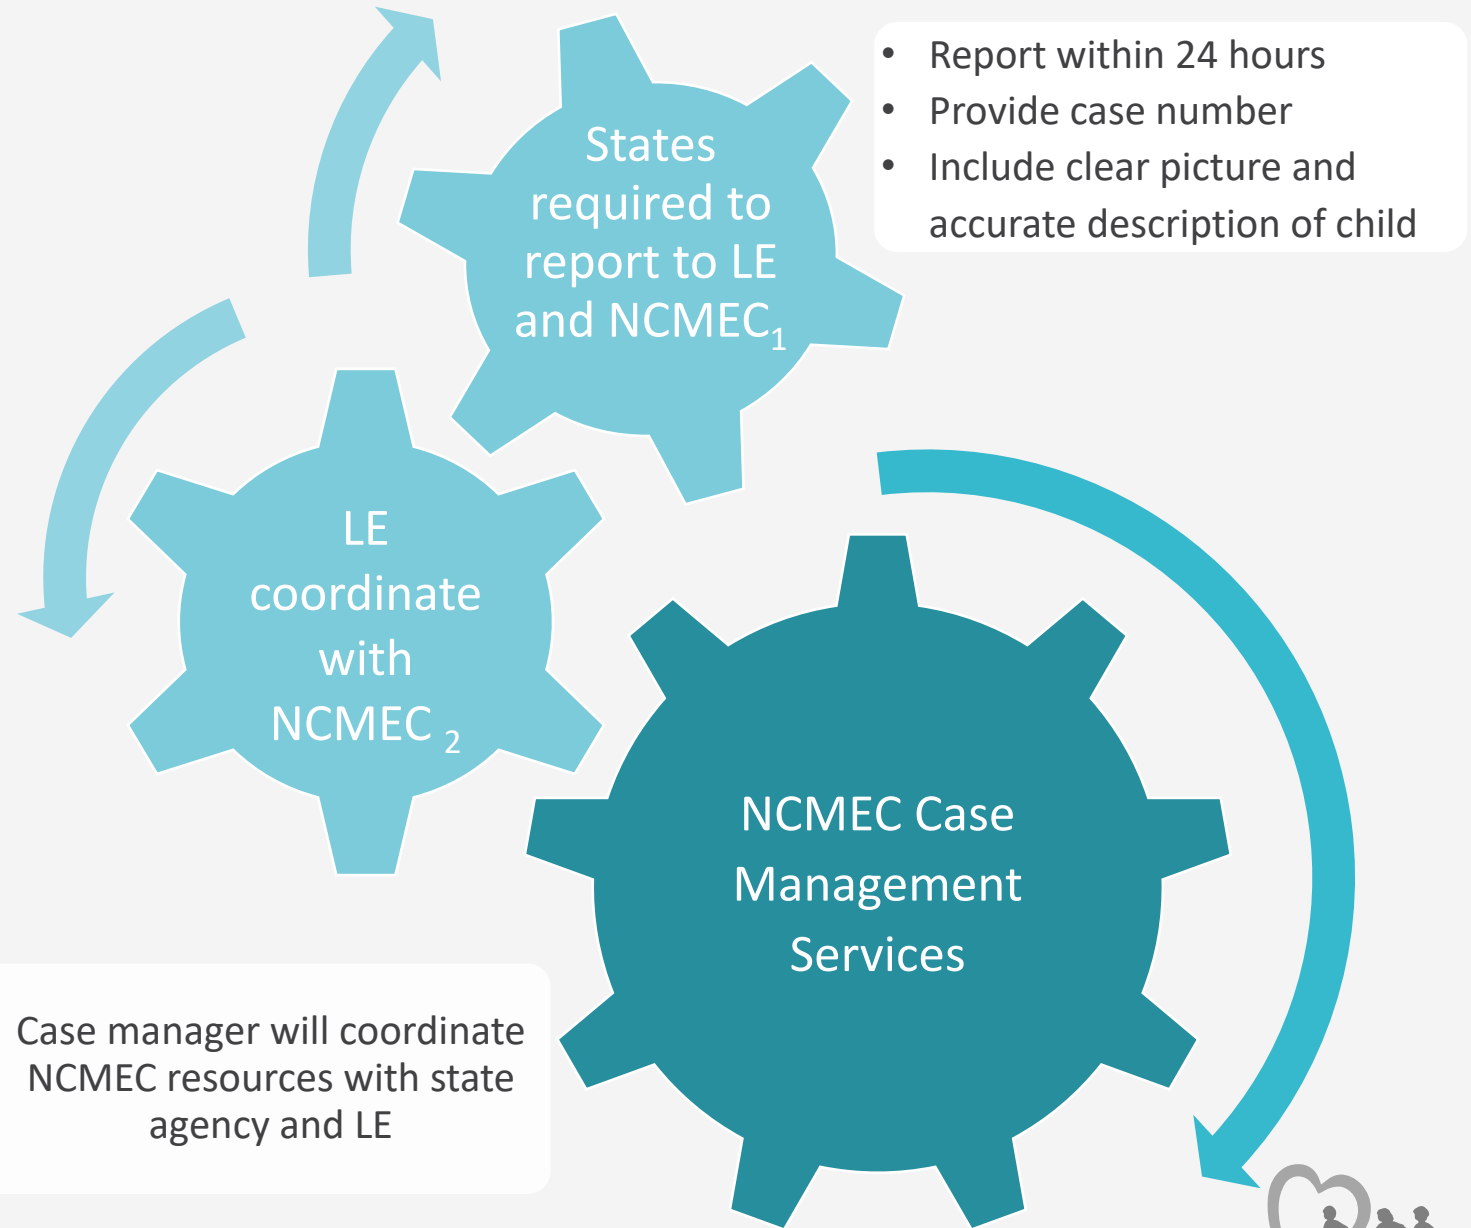 • Report within 24 hours
• Provide case number
• Include clear picture and
accurate description of child
States
required to
report to LE
and NCMEC₁
LE
coordinate
with
NCMEC ₂
NCMEC Case
Management
Services
Case manager will coordinate
NCMEC resources with state
agency and LE